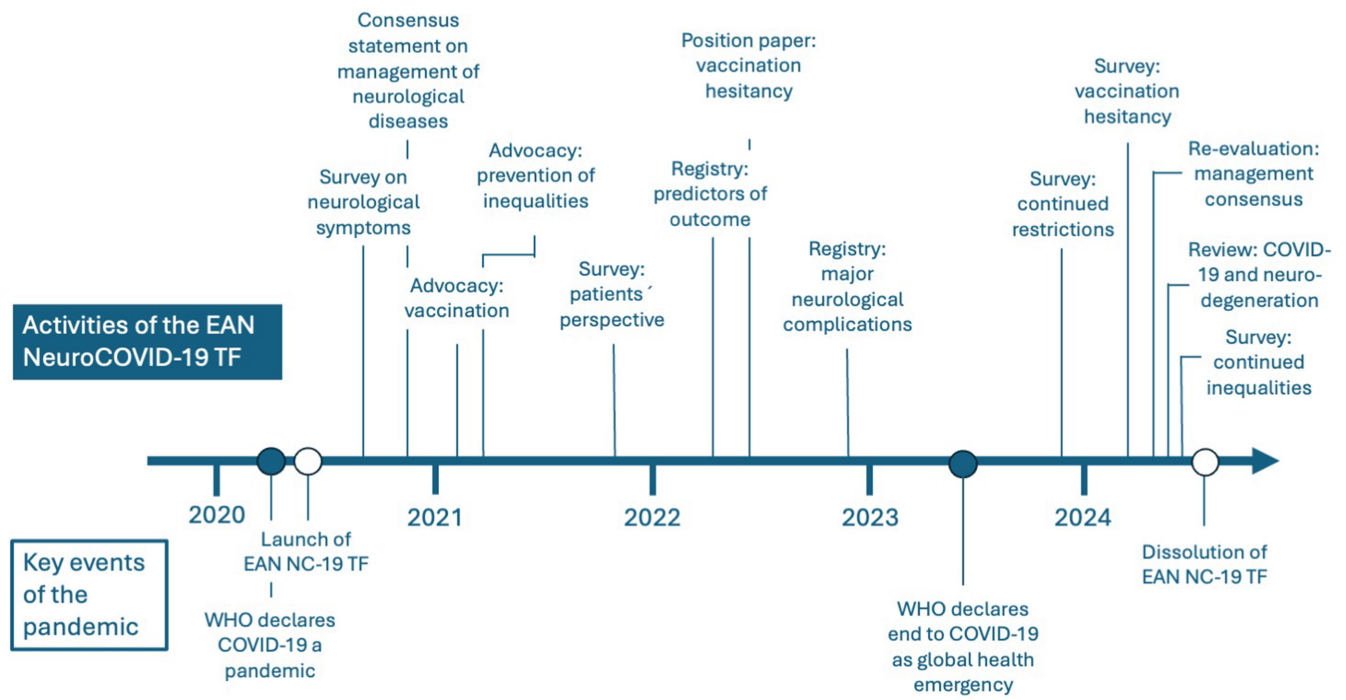 Consensus
statement on
management of
neurological
diseases
Survey on
neurological
symptoms
Advocacy:
prevention of
inequalities
Advocacy:
vaccination
Survey:
patients´
perspective
Position paper:
vaccination
hesitancy
Registry:
predictors of
outcome
Registry:
major
neurological
complications
Survey:
continued
restrictions
Survey:
vaccination
hesitancy
Re-evaluation:
management
consensus
Review: COVID-
19 and neuro-
degeneration
Survey:
continued
inequalities
Activities of the EAN
NeuroCOVID-19 TF
2020
2021
2022
2023
2024
Key events
of the
pandemic
Launch of
EAN NC-19 TF
WHO declares
COVID-19 a
pandemic
WHO declares
end to COVID-19
as global health
emergency
Dissolution of
EAN NC-19 TF